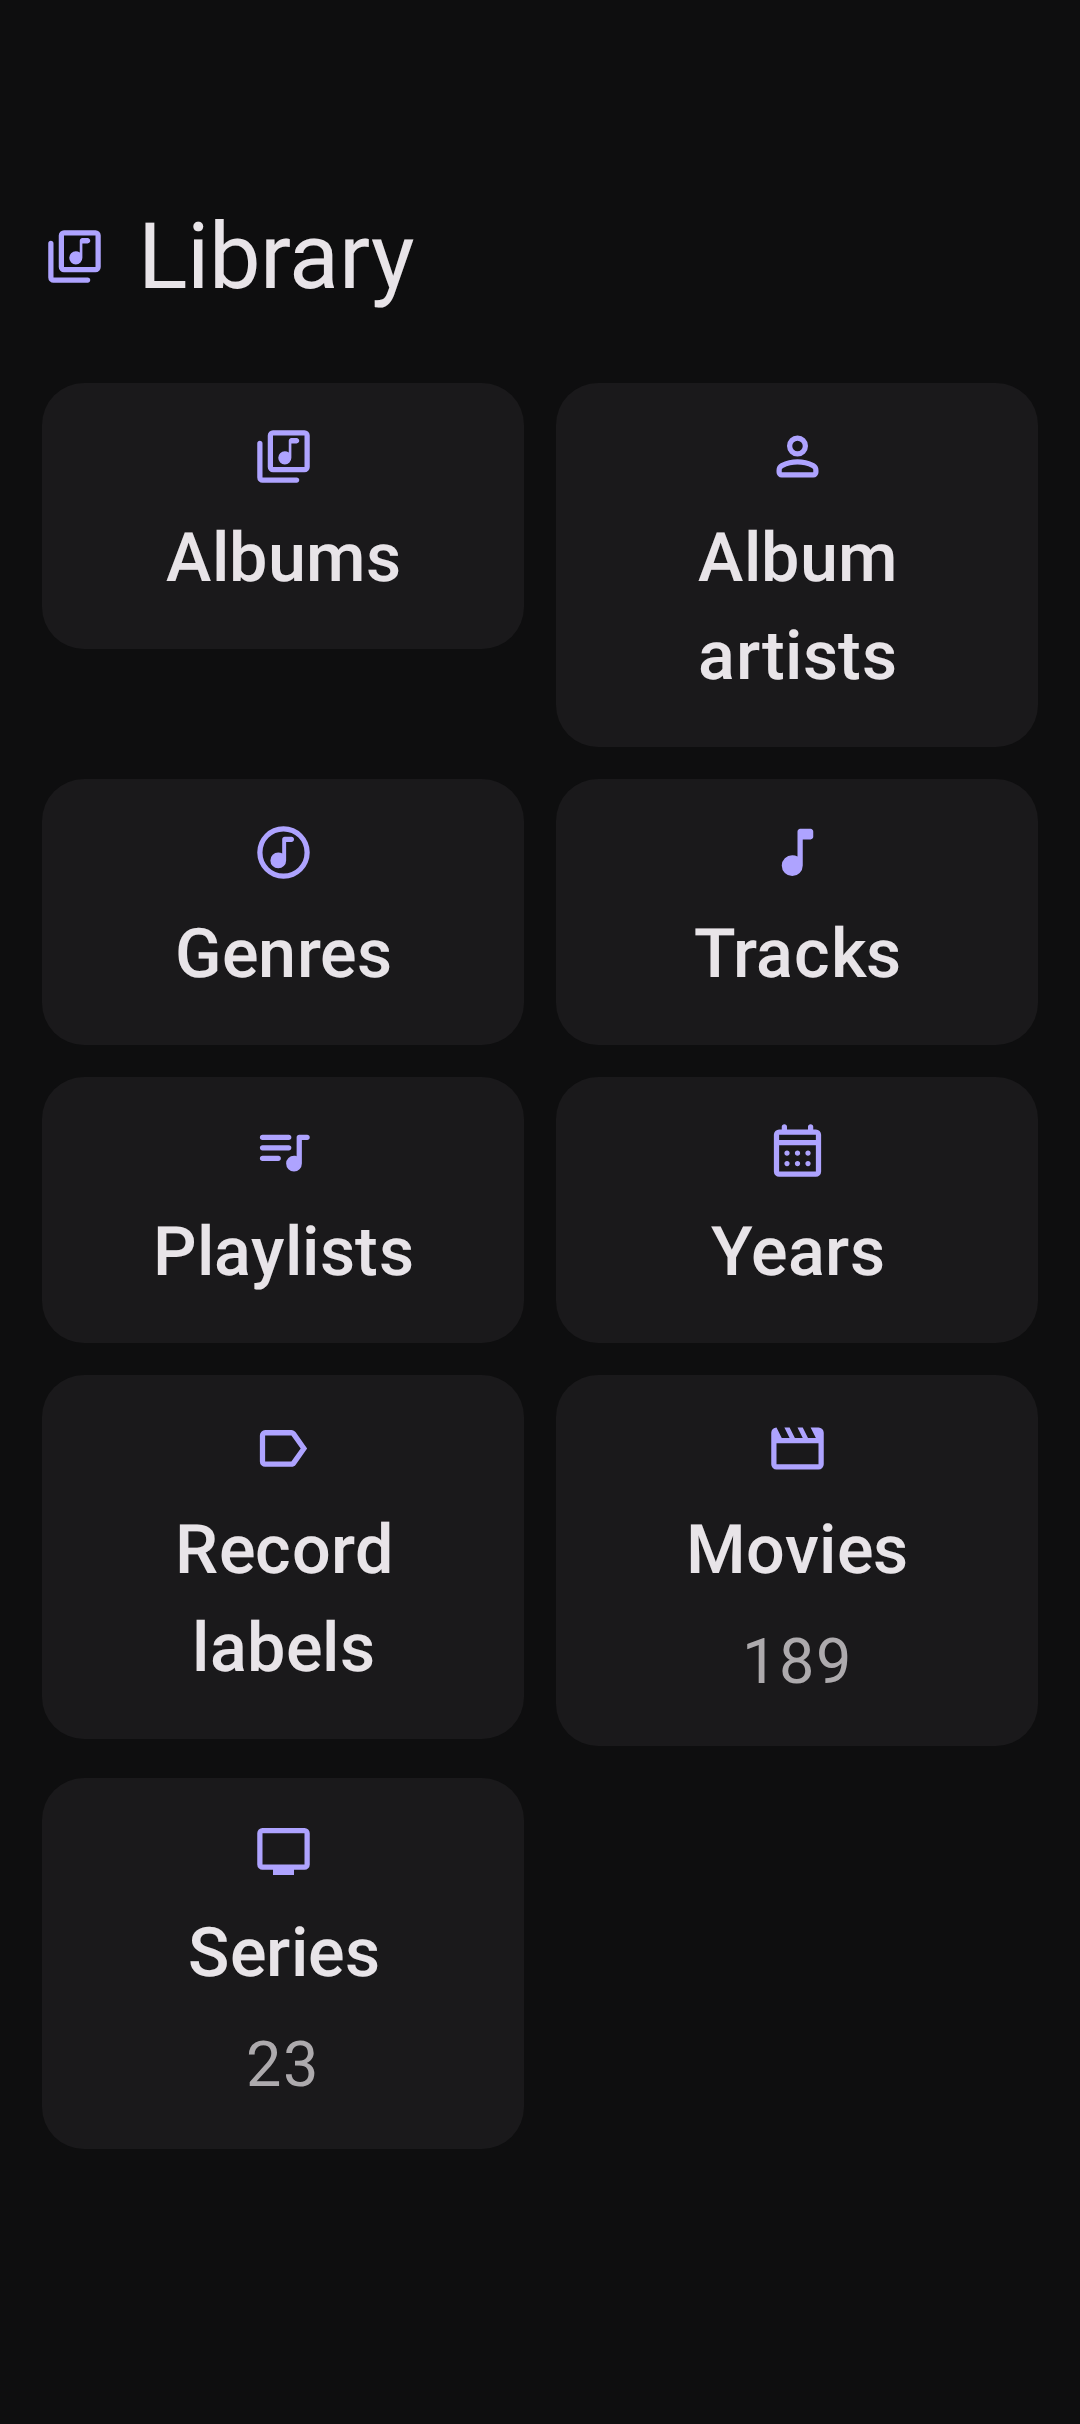 Library
Albums
Album
artists
Genres
Tracks
Playlists
Years
Record
labels
Movies
189
Series
23